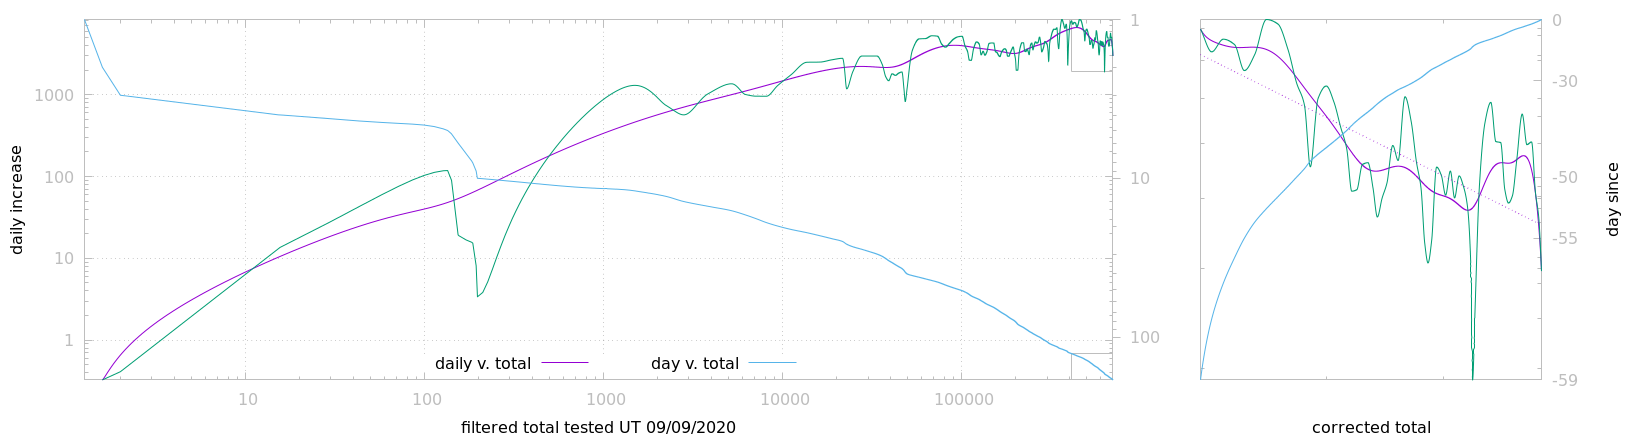 daily increase
1000
100
10
1
10
100
1000
10000
100000
1
10
100
daily v. total
day v. total
filtered total tested UT 09/09/2020
0
-30
-50
-55
-59
day since
corrected total